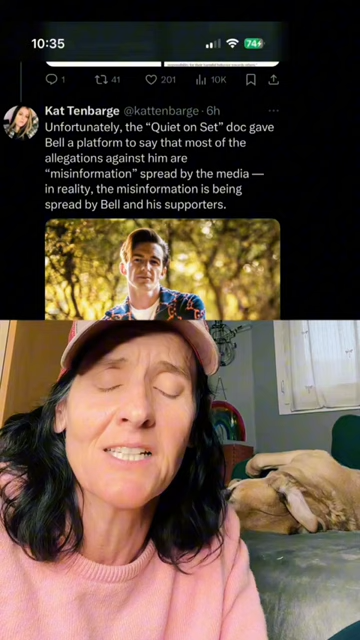 10:35
74
1 41 201 10K
Kat Tenbarge @kattenbarge · 6h
Unfortunately, the “Quiet on Set” doc gave
Bell a platform to say that most of the
allegations against him are
“misinformation” spread by the media —
in reality, the misinformation is being
spread by Bell and his supporters.